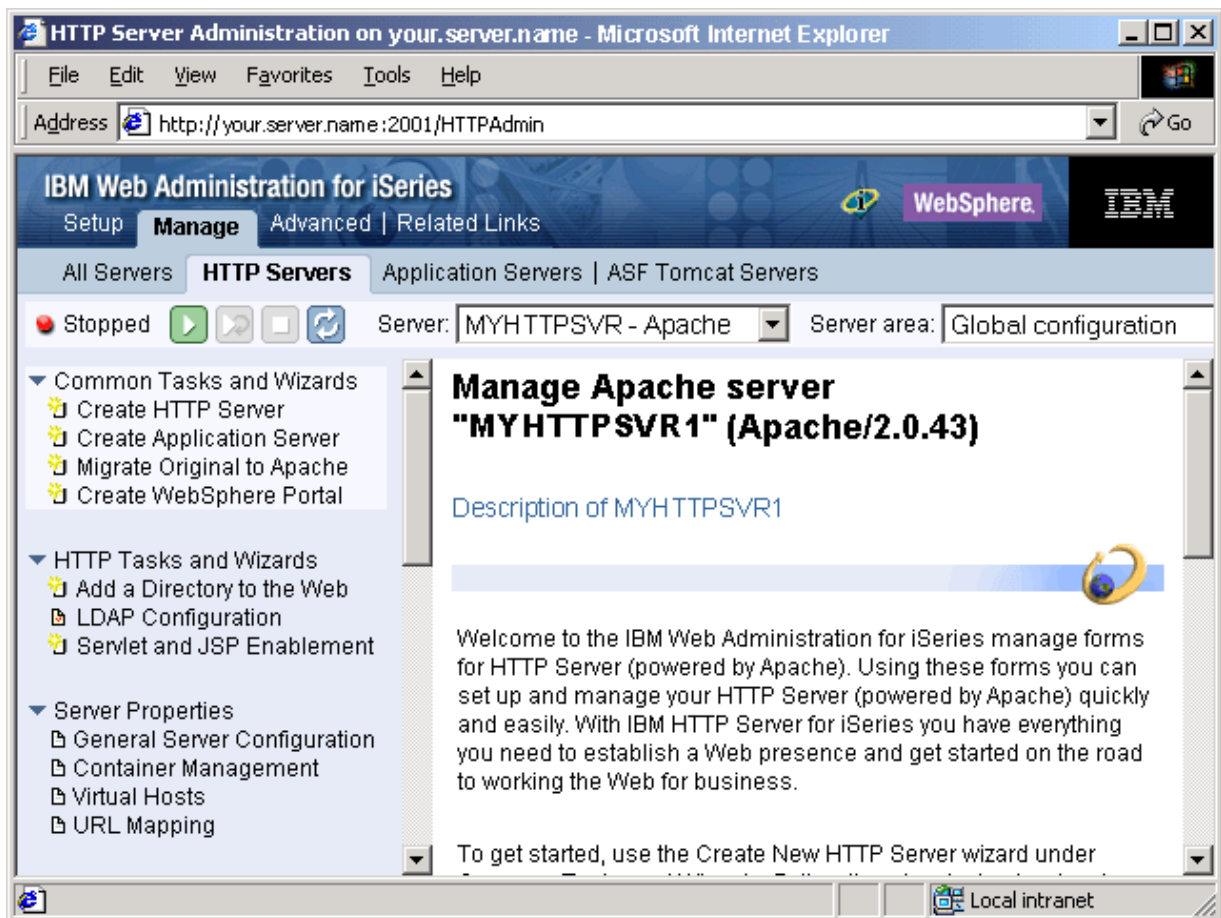 HTTP Server Administration on your.server.name - Microsoft Internet Explorer
File Edit View Favorites Tools Help
Address http://your.server.name:2001/HTTPAdmin Go
IBM Web Administration for iSeries
WebSphere. IBM
Setup Manage Advanced | Related Links
All Servers HTTP Servers Application Servers | ASF Tomcat Servers
Stopped Server: MYHTTPSVR - Apache Server area: Global configuration
Common Tasks and Wizards
Create HTTP Server
Create Application Server
Migrate Original to Apache
Create WebSphere Portal
HTTP Tasks and Wizards
Add a Directory to the Web
LDAP Configuration
Servlet and JSP Enablement
Server Properties
General Server Configuration
Container Management
Virtual Hosts
URL Mapping
Manage Apache server
"MYHTTPSVR1" (Apache/2.0.43)
Description of MYHTTPSVR1
Welcome to the IBM Web Administration for iSeries manage forms
for HTTP Server (powered by Apache). Using these forms you can
set up and manage your HTTP Server (powered by Apache) quickly
and easily. With IBM HTTP Server for iSeries you have everything
you need to establish a Web presence and get started on the road
to working the Web for business.
To get started, use the Create New HTTP Server wizard under
Local intranet